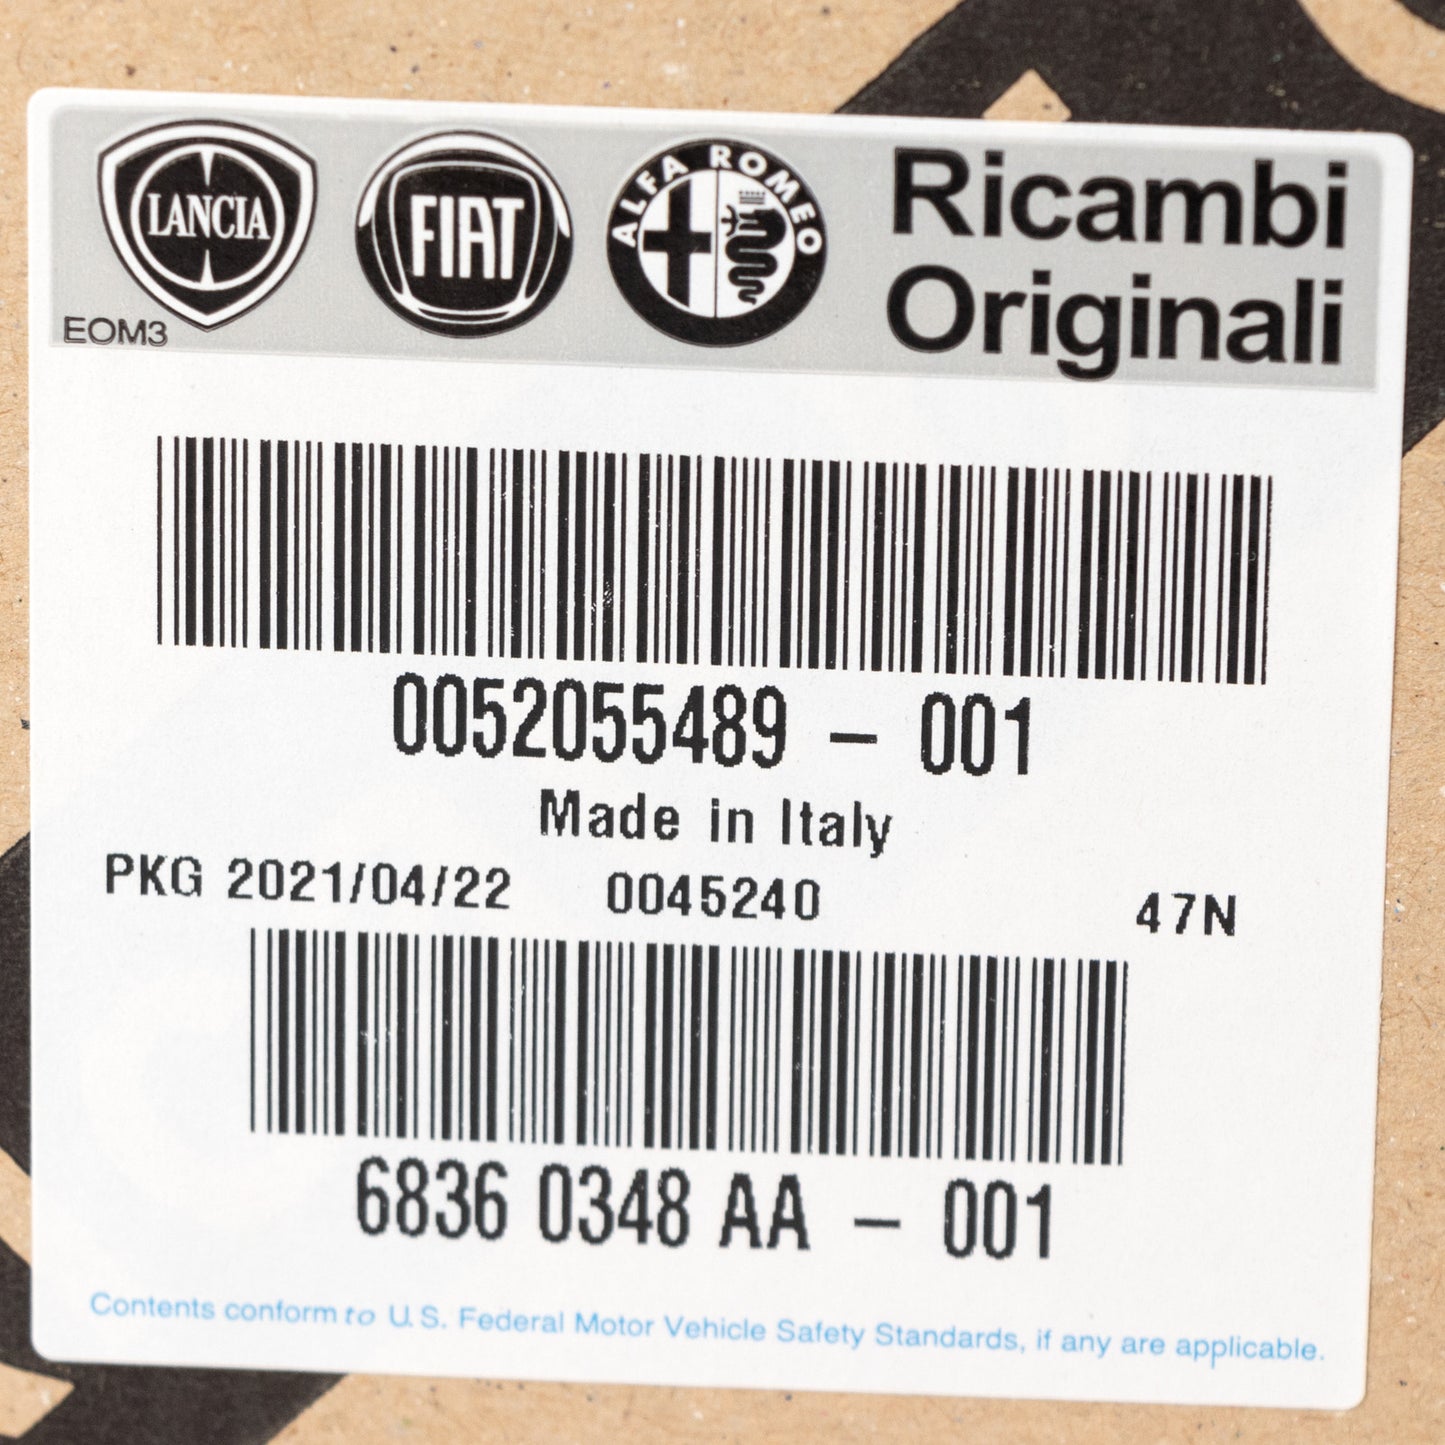 LANCIA FIAT ALFA ROMEO Ricambi
Originali
EOM3
0052055489 - 001
Made in Italy
PKG 2021/04/22 0045240 47N
6836 0348 AA - 001
Contents conform to U.S. Federal Motor Vehicle Safety Standards, if any are applicable.